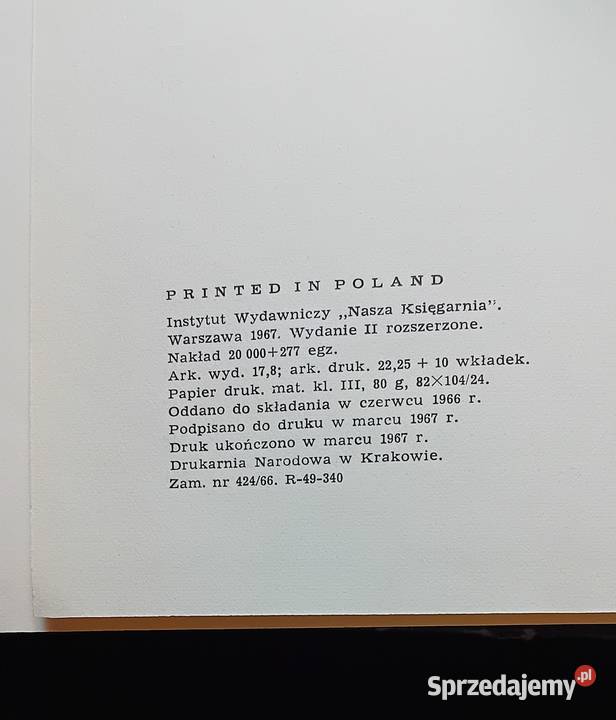 PRINTED IN POLAND
Instytut Wydawniczy „Nasza Księgarnia”.
Warszawa 1967. Wydanie II rozszerzone.
Nakład 20 000+277 egz.
Ark. wyd. 17,8; ark. druk. 22,25 + 10 wkładek.
Papier druk. mat. kl. III, 80 g, 82×104/24.
Oddano do składania w czerwcu 1966 r.
Podpisano do druku w marcu 1967 r.
Druk ukończono w marcu 1967 r.
Drukarnia Narodowa w Krakowie.
Zam. nr 424/66. R-49-340
Sprzedajemy.pl